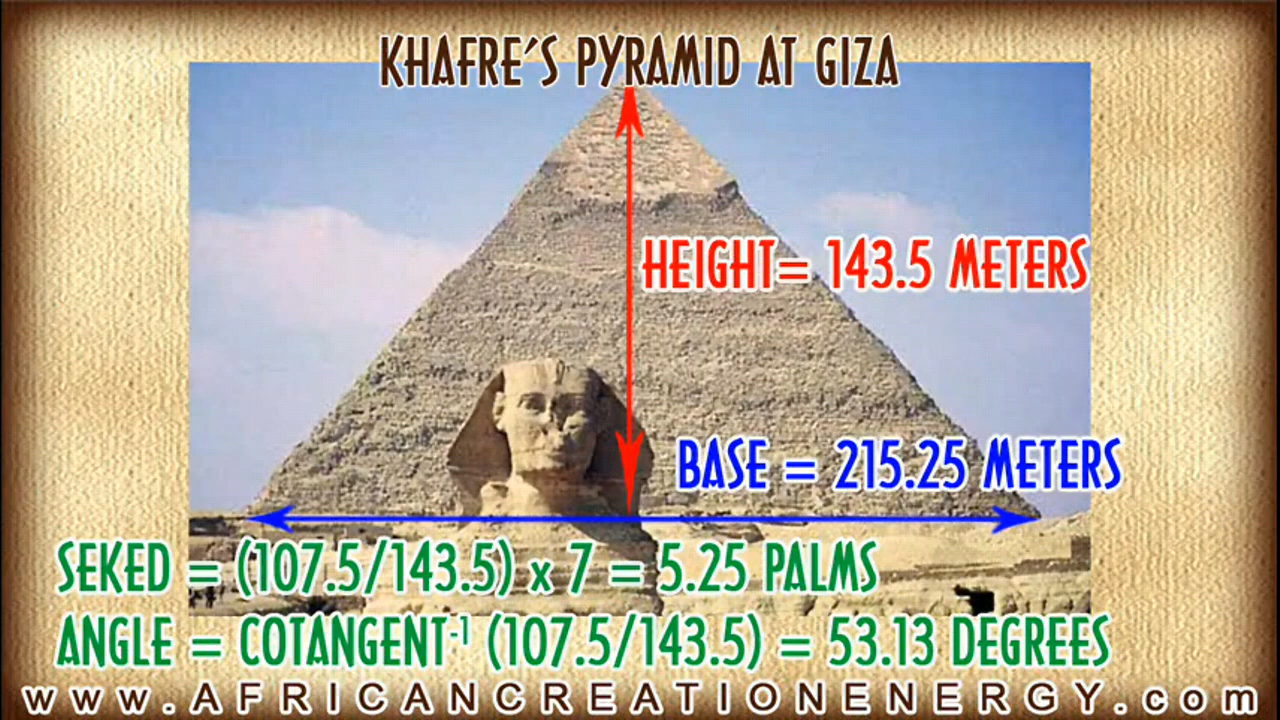 KHAFRE'S PYRAMID AT GIZA
HEIGHT= 143.5 METERS
BASE = 215.25 METERS
SEKED = (107.5/143.5) x 7 = 5.25 PALMS
ANGLE = COTANGENT-1 (107.5/143.5) = 53.13 DEGREES
www.AFRICANCREATIONENERGY.com